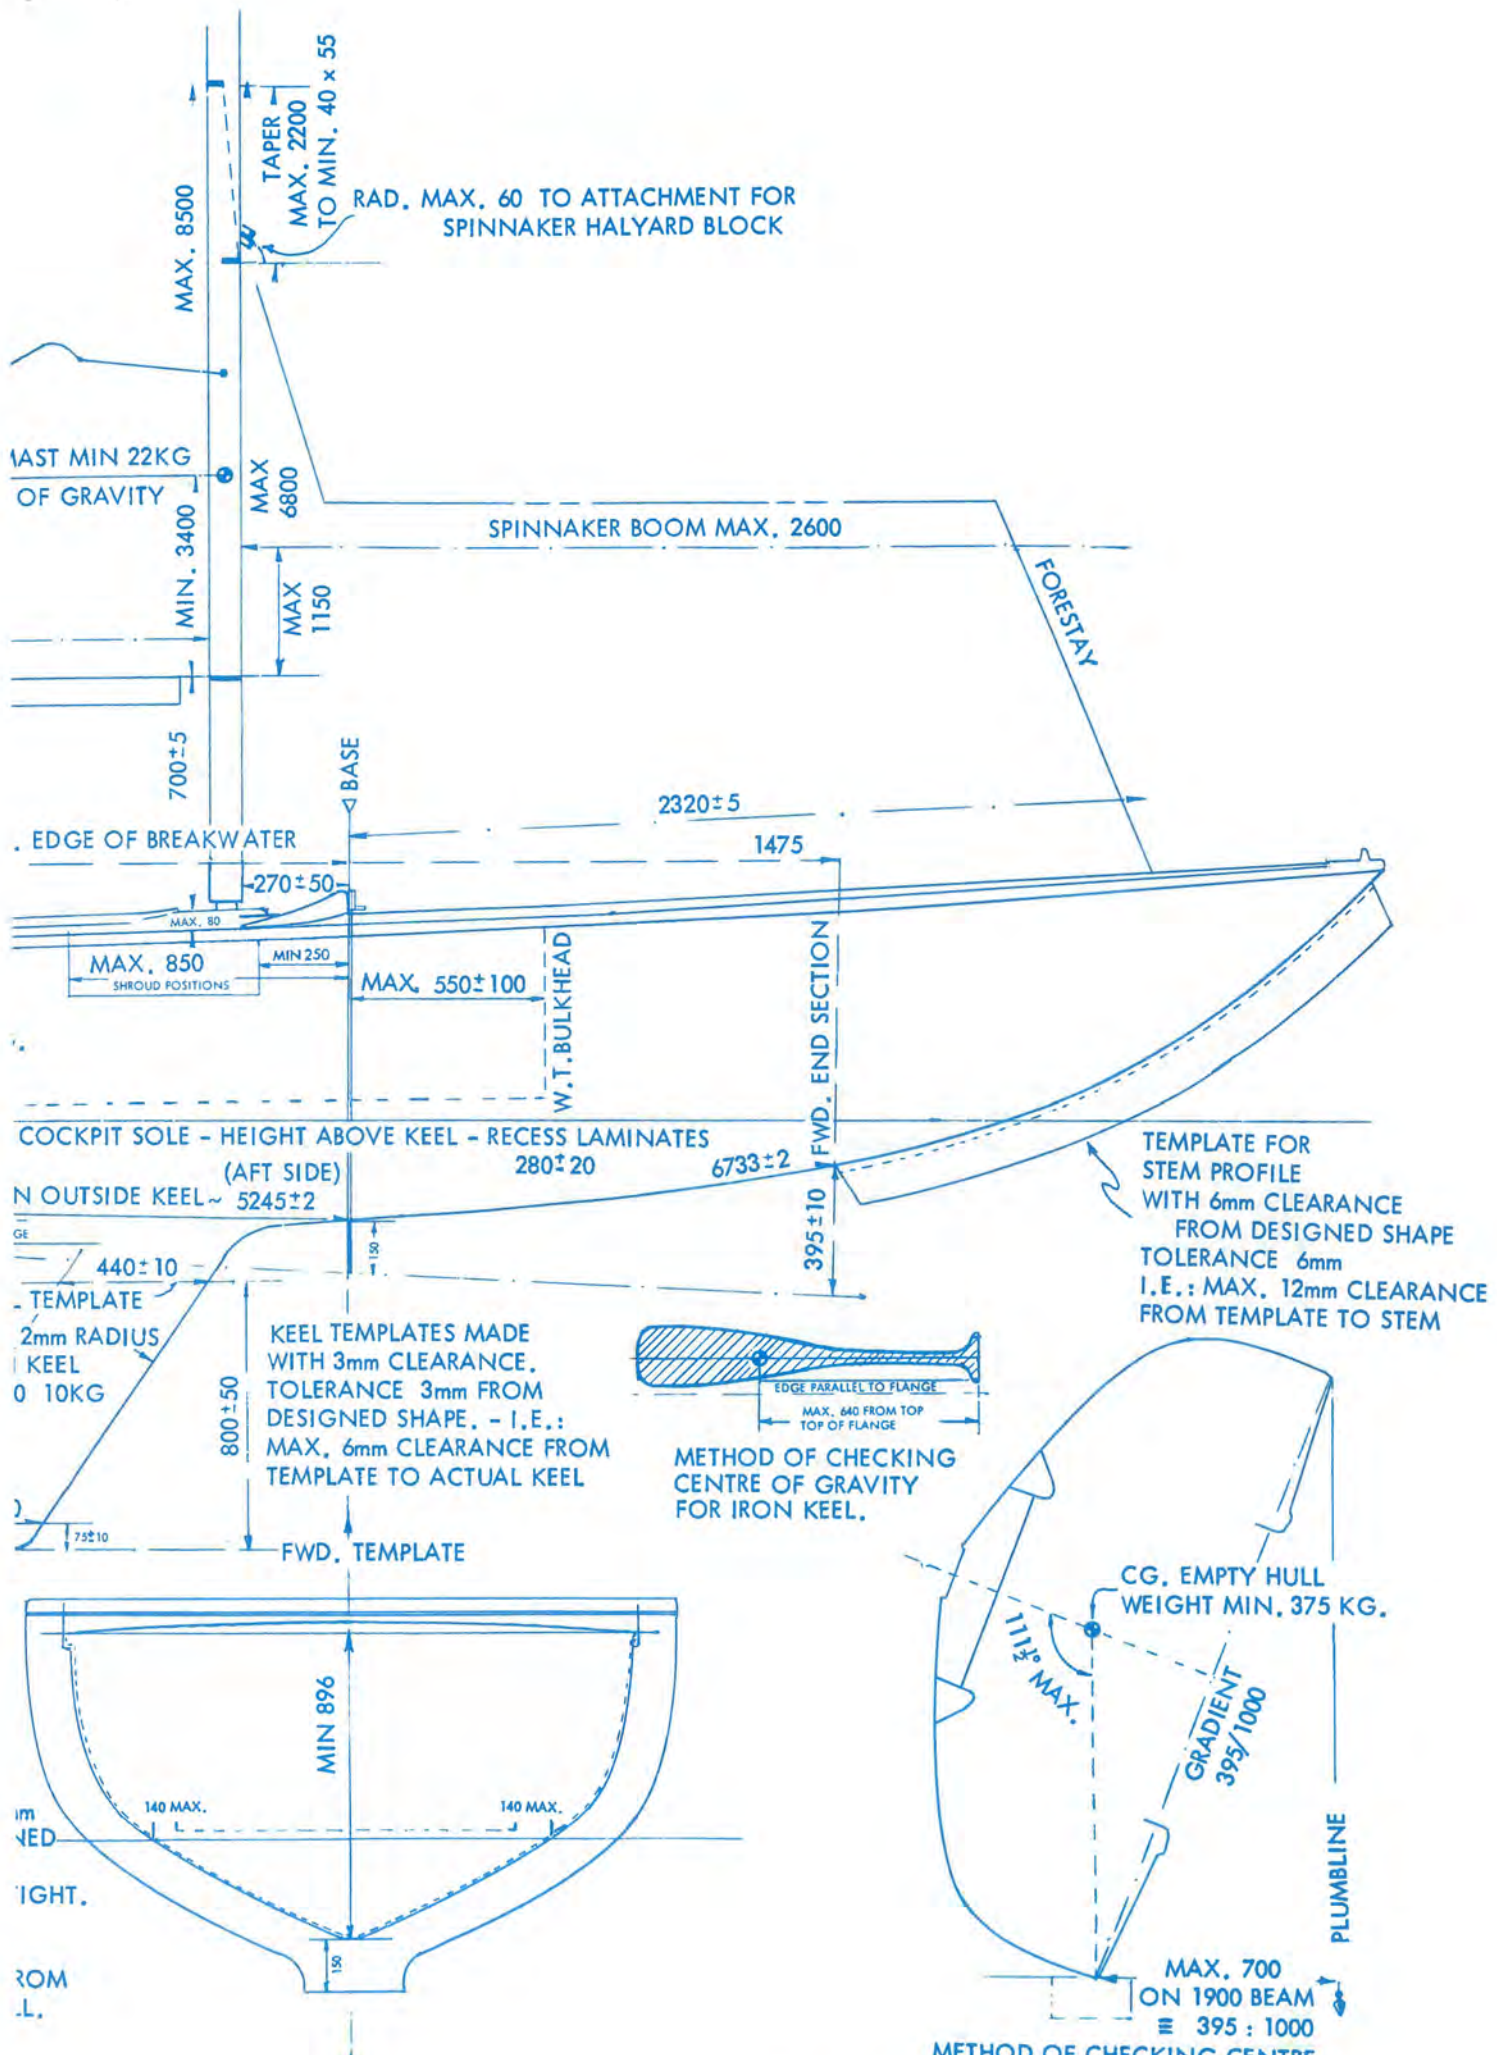 MAX. 8500
TAPER
MAX. 2200
TO MIN. 40 x 55
RAD. MAX. 60 TO ATTACHMENT FOR
SPINNAKER HALYARD BLOCK
MAST MIN 22KG
OF GRAVITY
MIN. 3400
MAX
6800
SPINNAKER BOOM MAX. 2600
MAX
1150
FORESTAY
700±5
BASE
2320±5
. EDGE OF BREAKWATER
1475
270±50
MAX. 80
MAX. 850
SHROUD POSITIONS
MIN 250
MAX. 550±100
W.T. BULKHEAD
FWD. END SECTION
COCKPIT SOLE - HEIGHT ABOVE KEEL - RECESS LAMINATES
280±20
(AFT SIDE)
6733±2
N OUTSIDE KEEL~ 5245±2
GE
150
395±10
TEMPLATE FOR
STEM PROFILE
WITH 6mm CLEARANCE
FROM DESIGNED SHAPE
TOLERANCE 6mm
I.E.: MAX. 12mm CLEARANCE
FROM TEMPLATE TO STEM
440±10
TEMPLATE
2mm RADIUS
KEEL
0 10KG
800±50
KEEL TEMPLATES MADE
WITH 3mm CLEARANCE.
TOLERANCE 3mm FROM
DESIGNED SHAPE. - I.E.:
MAX. 6mm CLEARANCE FROM
TEMPLATE TO ACTUAL KEEL
EDGE PARALLEL TO FLANGE
MAX. 640 FROM TOP
TOP OF FLANGE
METHOD OF CHECKING
CENTRE OF GRAVITY
FOR IRON KEEL.
75±10
FWD. TEMPLATE
CG. EMPTY HULL
WEIGHT MIN. 375 KG.
111½° MAX.
GRADIENT
395/1000
MIN 896
140 MAX.
140 MAX.
150
NED
IGHT.
ROM
L.
PLUMBLINE
MAX. 700
ON 1900 BEAM
≡ 395 : 1000
METHOD OF CHECKING CENTRE